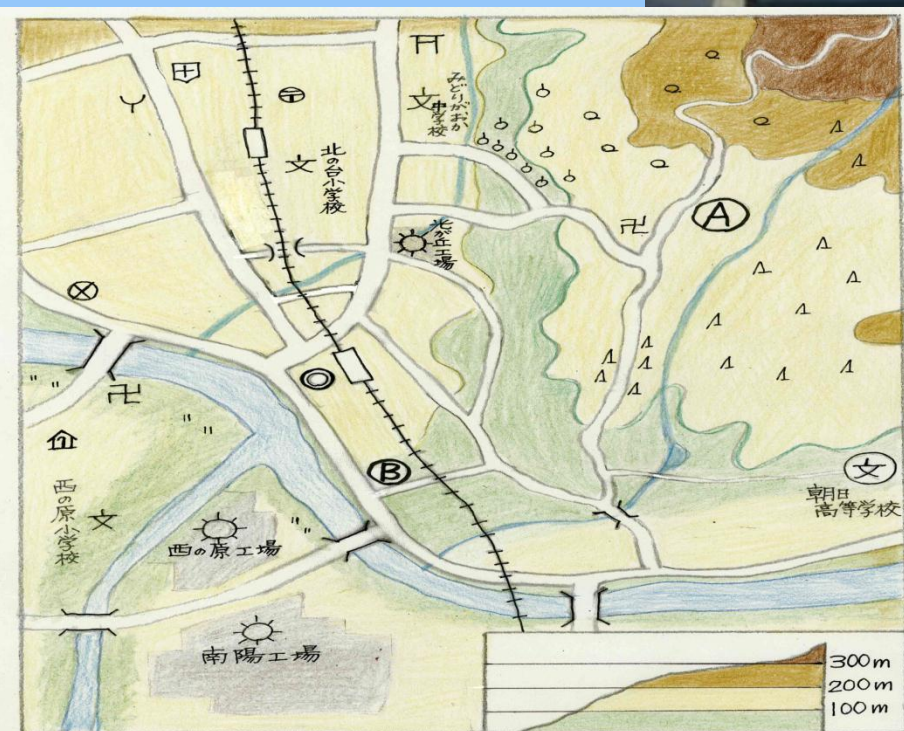 みどりがおか
中学校
北の台小学校
北が丘工場
A
B
西の原小学校
西の原工場
南陽工場
文
朝日
高等学校
300m
200m
100m